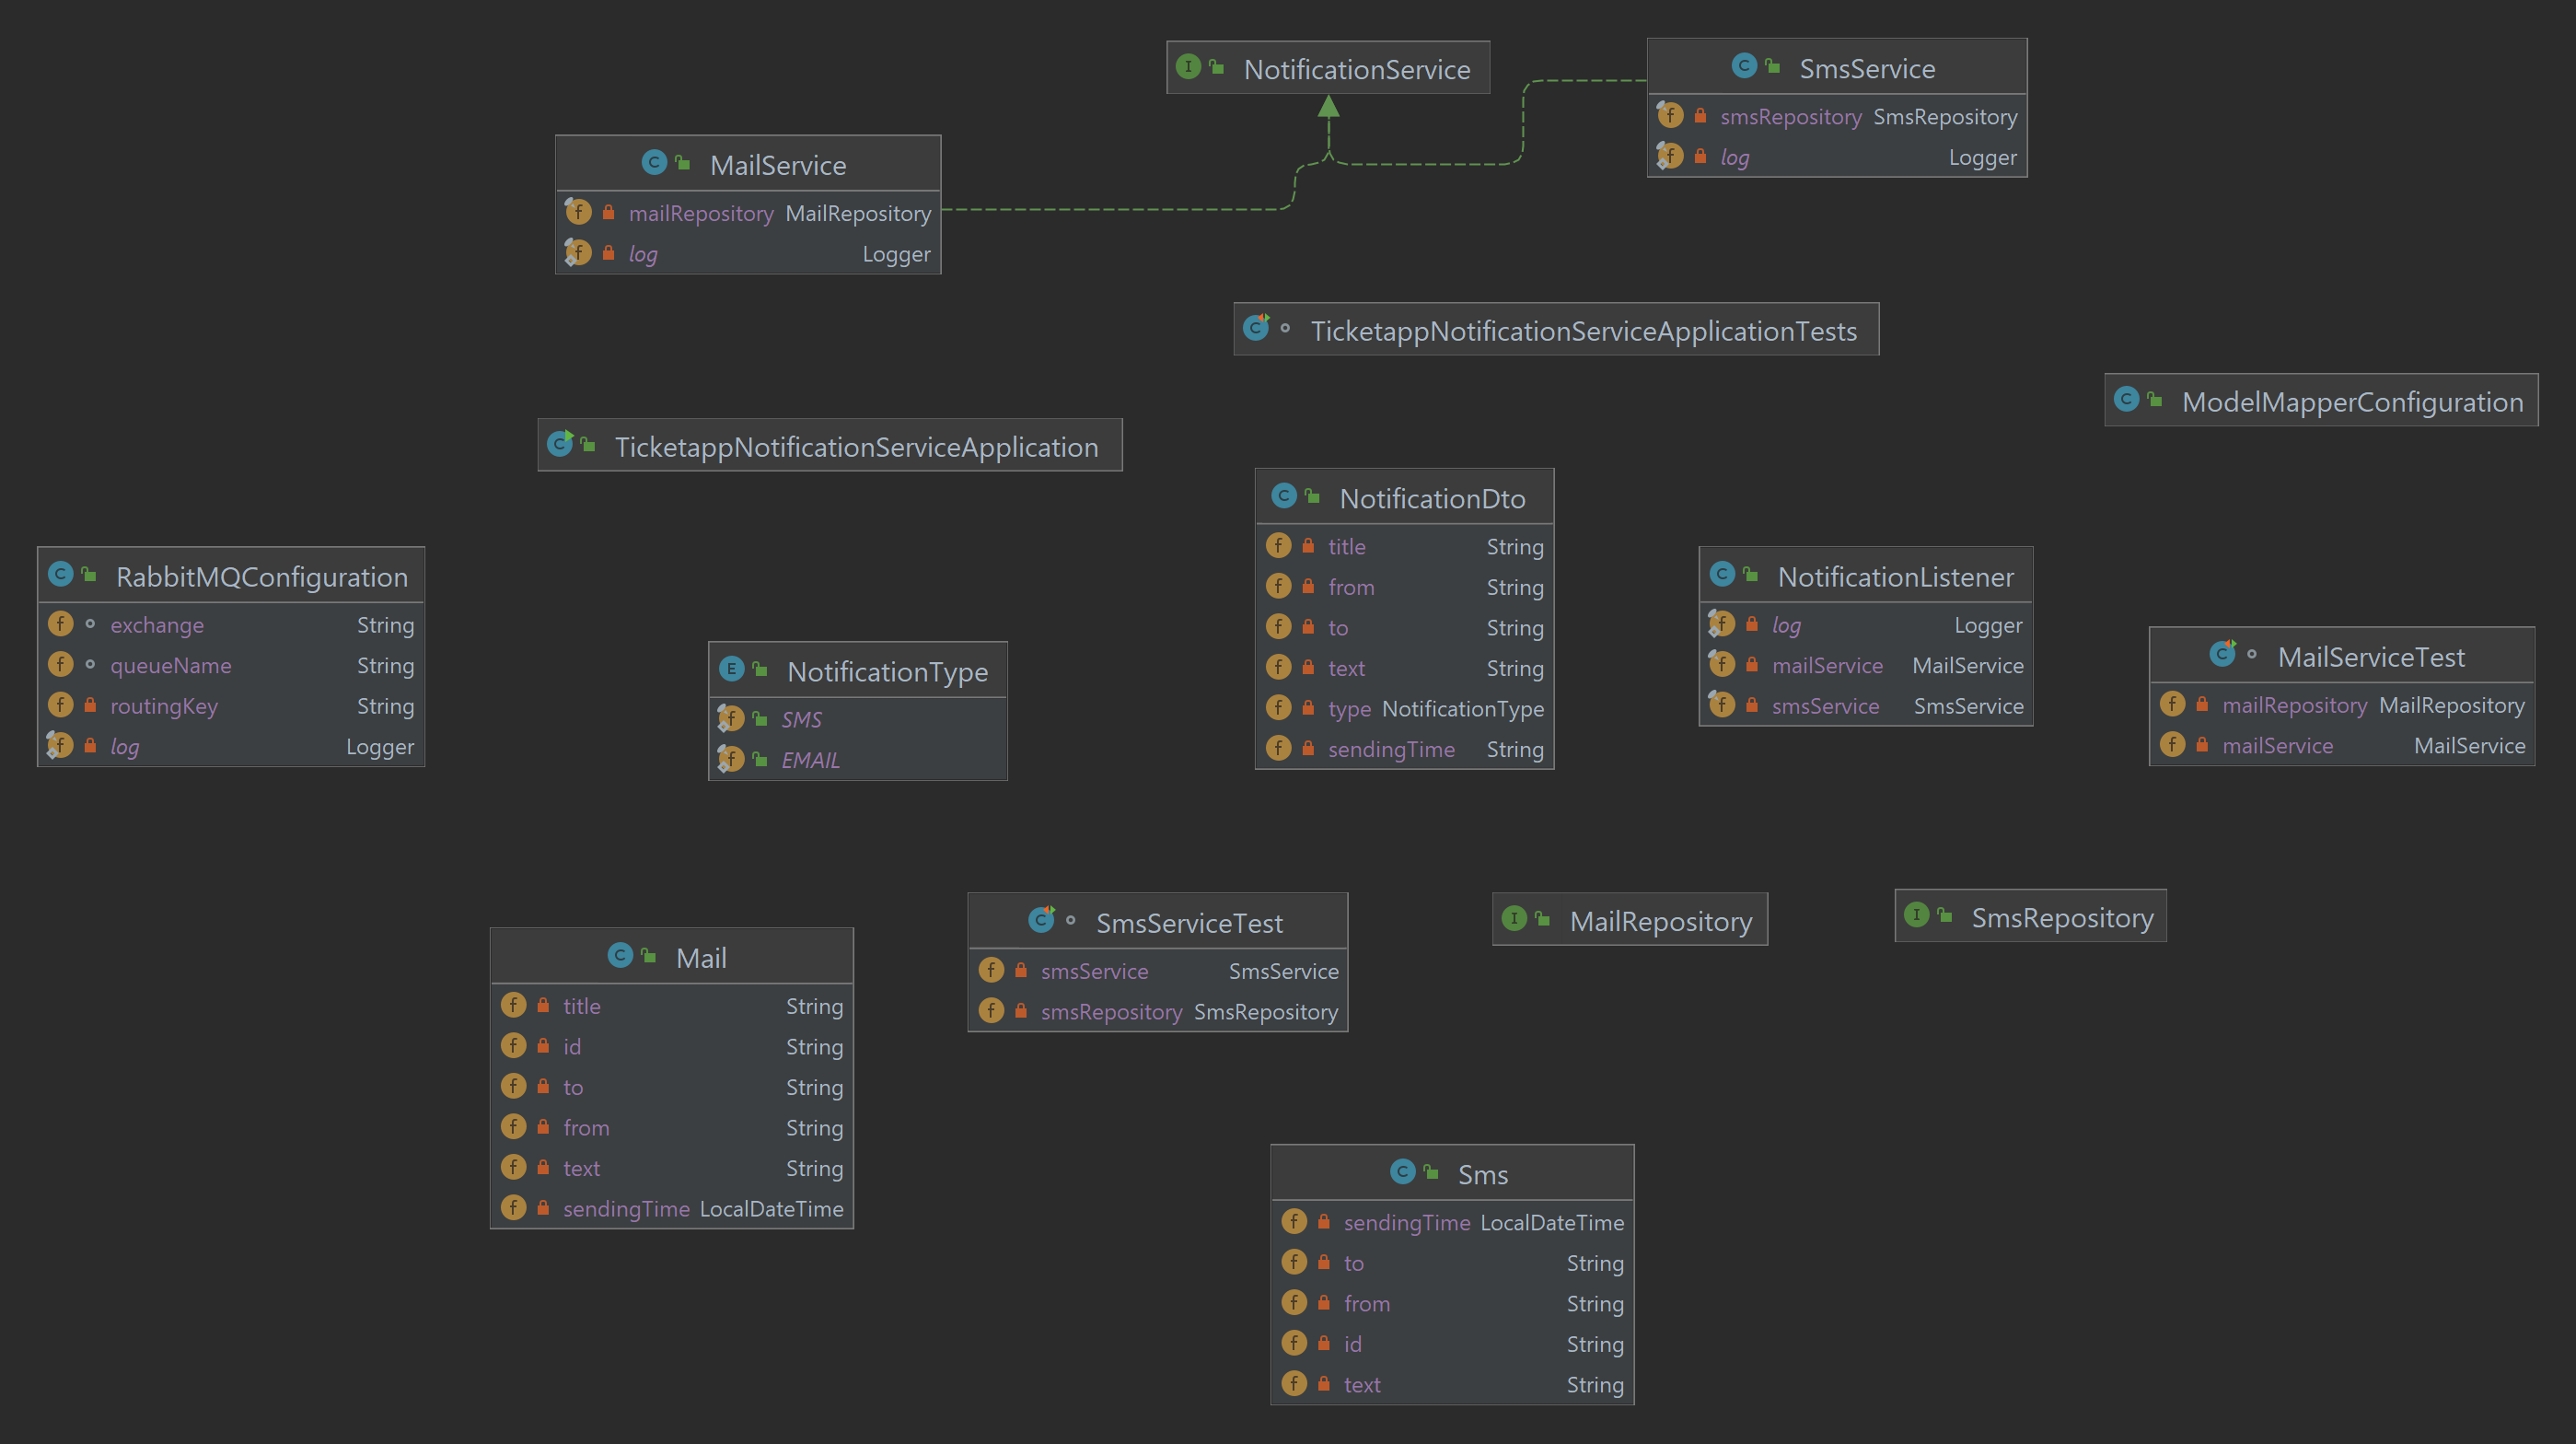 NotificationService
SmsService
smsRepository SmsRepository
log Logger
MailService
mailRepository MailRepository
log Logger
TicketappNotificationServiceApplicationTests
ModelMapperConfiguration
TicketappNotificationServiceApplication
NotificationDto
title String
from String
to String
text String
type NotificationType
sendingTime String
RabbitMQConfiguration
exchange String
queueName String
routingKey String
log Logger
NotificationListener
log Logger
mailService MailService
smsService SmsService
NotificationType
SMS
EMAIL
MailServiceTest
mailRepository MailRepository
mailService MailService
SmsServiceTest
smsService SmsService
smsRepository SmsRepository
MailRepository
SmsRepository
Mail
title String
id String
to String
from String
text String
sendingTime LocalDateTime
Sms
sendingTime LocalDateTime
to String
from String
id String
text String